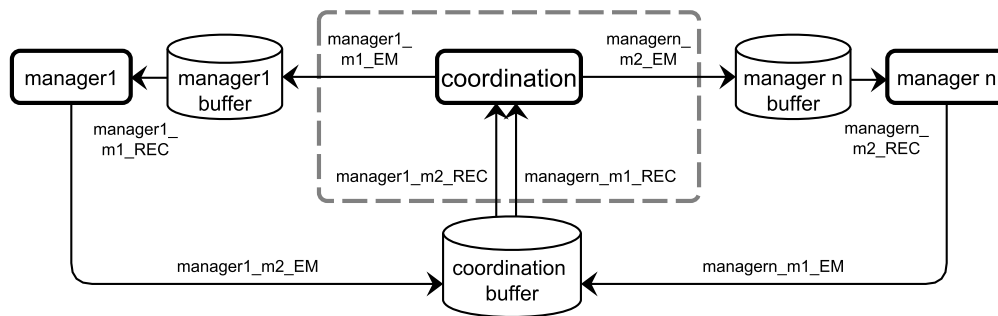 manager1_
m1_EM
managern_
m2_EM
manager1
manager1
buffer
coordination
manager n
buffer
manager n
manager1_
m1_REC
managern_
m2_REC
manager1_m2_REC
managern_m1_REC
manager1_m2_EM
coordination
buffer
managern_m1_EM